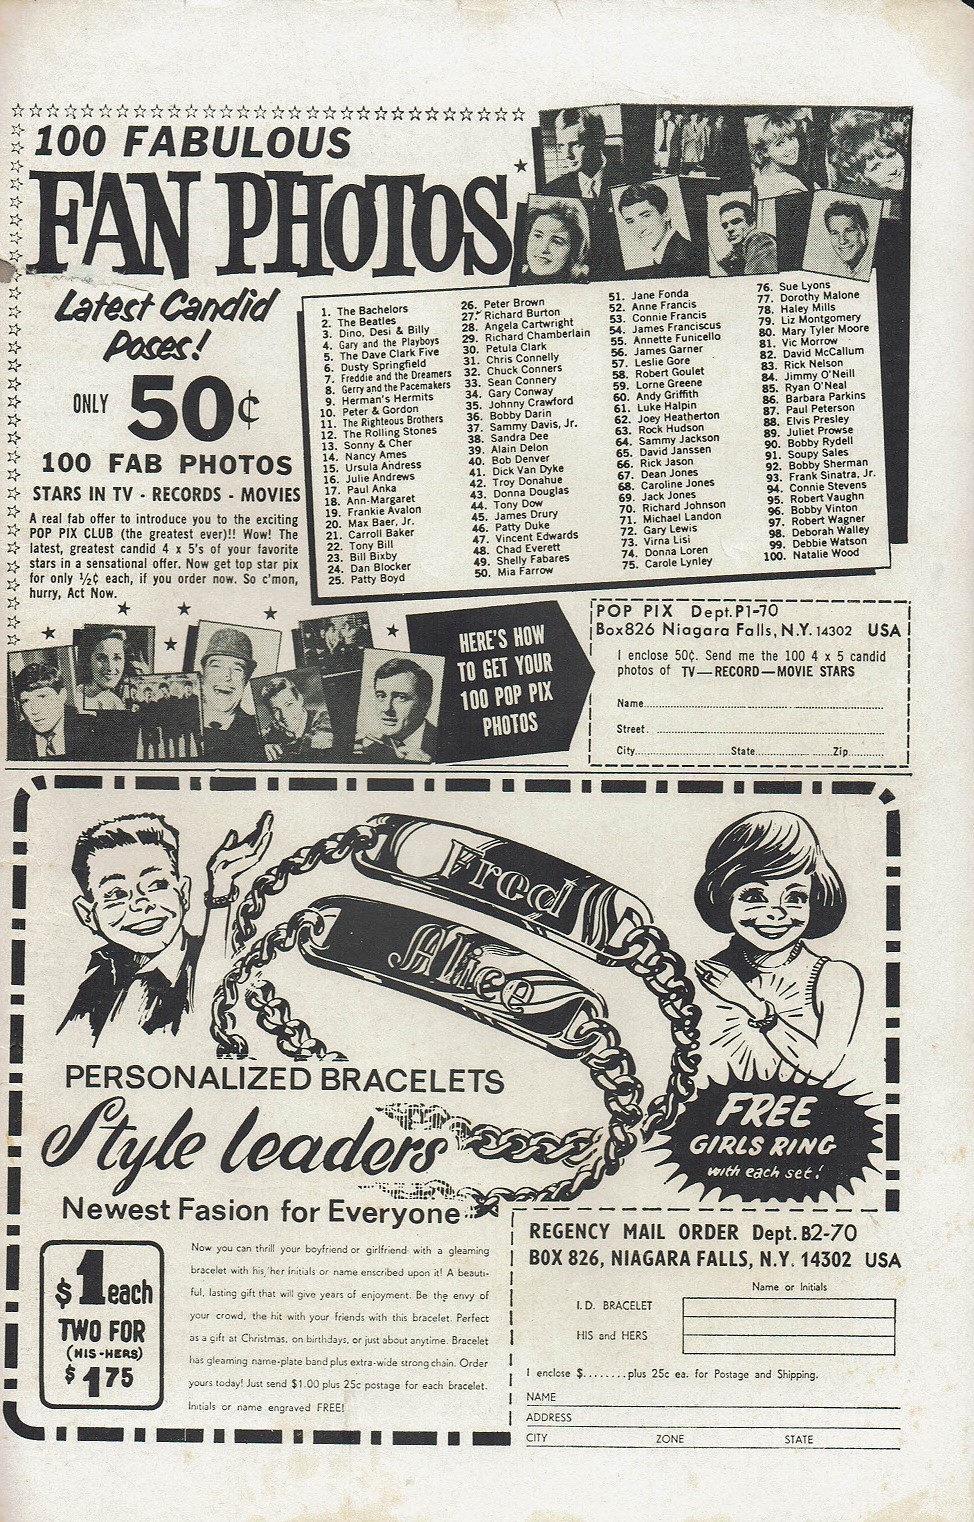 100 FABULOUS
FAN PHOTOS
Latest Candid
Poses!
ONLY 50¢
100 FAB PHOTOS
STARS IN TV - RECORDS - MOVIES
A real fab offer to introduce you to the exciting
POP PIX CLUB (the greatest ever)!! Wow! The
latest, greatest candid 4 x 5's of your favorite
stars in a sensational offer. Now get top star pix
for only ½¢ each, if you order now. So c'mon,
hurry, Act Now.
1. The Bachelors
2. The Beatles
3. Dino, Desi & Billy
4. Gary and the Playboys
5. The Dave Clark Five
6. Dusty Springfield
7. Freddie and the Dreamers
8. Gerry and the Pacemakers
9. Herman's Hermits
10. Peter & Gordon
11. The Righteous Brothers
12. The Rolling Stones
13. Sonny & Cher
14. Nancy Ames
15. Ursula Andress
16. Julie Andrews
17. Paul Anka
18. Ann-Margaret
19. Frankie Avalon
20. Max Baer, Jr.
21. Carroll Baker
22. Tony Bill
23. Bill Bixby
24. Dan Blocker
25. Patty Boyd
26. Peter Brown
27. Richard Burton
28. Angela Cartwright
29. Richard Chamberlain
30. Petula Clark
31. Chris Connelly
32. Chuck Conners
33. Sean Connery
34. Gary Conway
35. Johnny Crawford
36. Bobby Darin
37. Sammy Davis, Jr.
38. Sandra Dee
39. Alain Delon
40. Bob Denver
41. Dick Van Dyke
42. Troy Donahue
43. Donna Douglas
44. Tony Dow
45. James Drury
46. Patty Duke
47. Vincent Edwards
48. Chad Everett
49. Shelly Fabares
50. Mia Farrow
51. Jane Fonda
52. Anne Francis
53. Connie Francis
54. James Franciscus
55. Annette Funicello
56. James Garner
57. Leslie Gore
58. Robert Goulet
59. Lorne Greene
60. Andy Griffith
61. Luke Halpin
62. Joey Heatherton
63. Rock Hudson
64. Sammy Jackson
65. David Janssen
66. Rick Jason
67. Dean Jones
68. Caroline Jones
69. Jack Jones
70. Richard Johnson
71. Michael Landon
72. Gary Lewis
73. Virna Lisi
74. Donna Loren
75. Carole Lynley
76. Sue Lyons
77. Dorothy Malone
78. Haley Mills
79. Liz Montgomery
80. Mary Tyler Moore
81. Vic Morrow
82. David McCallum
83. Rick Nelson
84. Jimmy O'Neill
85. Ryan O'Neal
86. Barbara Parkins
87. Paul Peterson
88. Elvis Presley
89. Juliet Prowse
90. Bobby Rydell
91. Soupy Sales
92. Bobby Sherman
93. Frank Sinatra, Jr.
94. Connie Stevens
95. Robert Vaughn
96. Bobby Vinton
97. Robert Wagner
98. Deborah Walley
99. Debbie Watson
100. Natalie Wood
HERE'S HOW
TO GET YOUR
100 POP PIX
PHOTOS
POP PIX Dept.P1-70
Box826 Niagara Falls, N.Y. 14302 USA
I enclose 50¢. Send me the 100 4 x 5 candid
photos of TV—RECORD—MOVIE STARS
Name
Street
City State Zip
Fred
Alice
PERSONALIZED BRACELETS
Style leaders
Newest Fasion for Everyone
FREE
GIRLS RING
with each set!
$1 each
TWO FOR
(HIS-HERS)
$175
Now you can thrill your boyfriend or girlfriend with a gleaming
bracelet with his/her initials or name enscribed upon it! A beauti-
ful, lasting gift that will give years of enjoyment. Be the envy of
your crowd, the hit with your friends with this bracelet. Perfect
as a gift at Christmas, on birthdays, or just about anytime. Bracelet
has gleaming name-plate band plus extra-wide strong chain. Order
yours today! Just send $1.00 plus 25c postage for each bracelet.
Initials or name engraved FREE!
REGENCY MAIL ORDER Dept. B2-70
BOX 826, NIAGARA FALLS, N.Y. 14302 USA
Name or Initials
I.D. BRACELET
HIS and HERS
I enclose $........plus 25c ea. for Postage and Shipping.
NAME
ADDRESS
CITY ZONE STATE